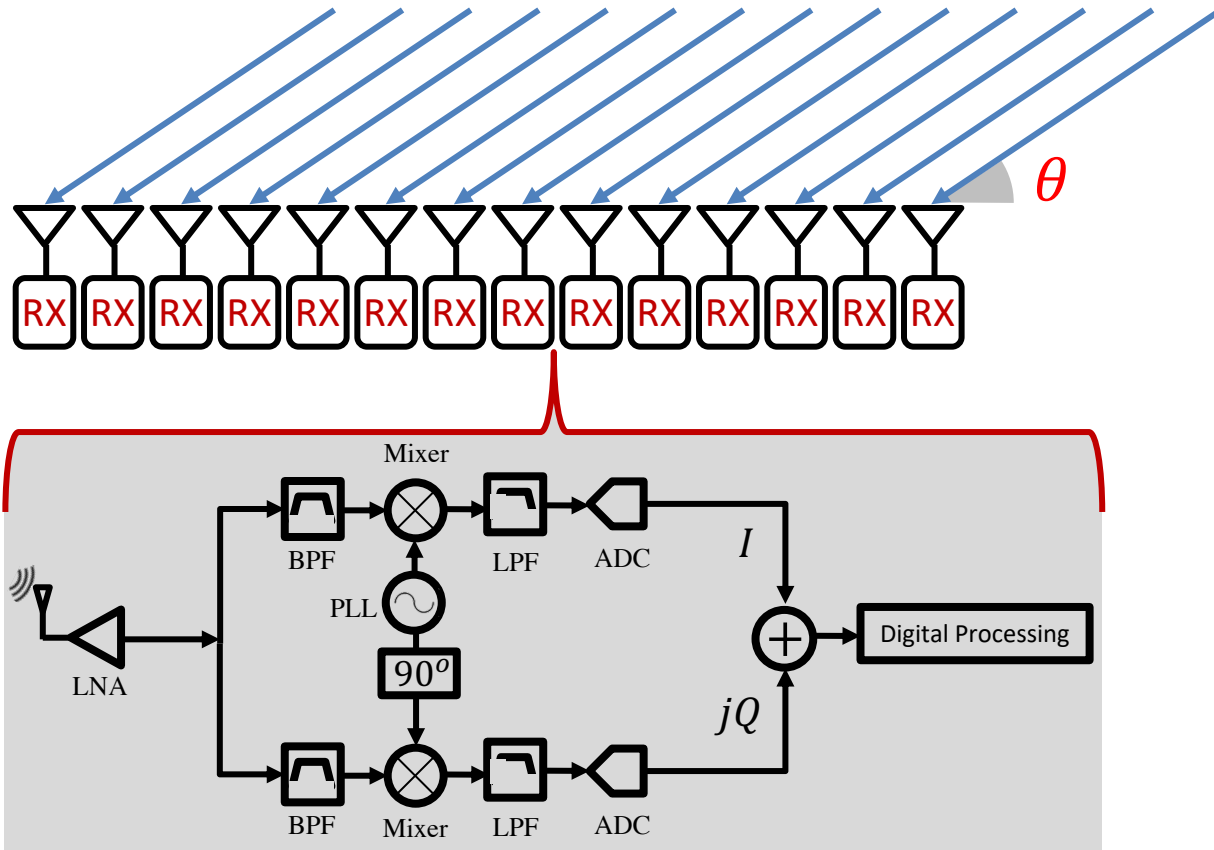 θ
RX RX RX RX RX RX RX RX RX RX RX RX RX RX
Mixer
BPF
LPF
ADC
I
PLL
LNA
90°
Digital Processing
jQ
BPF
Mixer
LPF
ADC